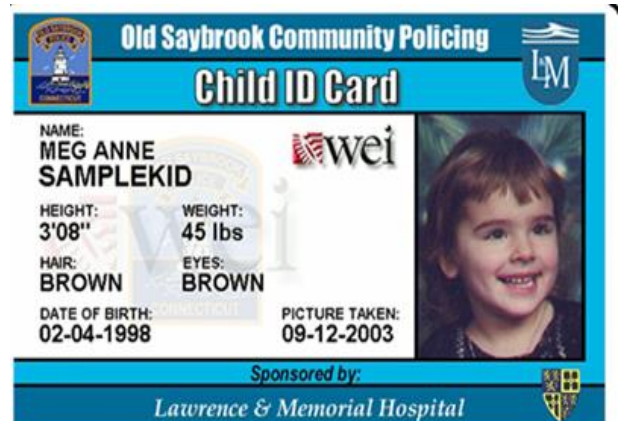 Old Saybrook Community Policing
Child ID Card
L&M
NAME:
MEG ANNE
SAMPLEKID
wei
HEIGHT: WEIGHT:
3'08" 45 lbs
HAIR: EYES:
BROWN BROWN
DATE OF BIRTH: PICTURE TAKEN:
02-04-1998 09-12-2003
Sponsored by:
Lawrence & Memorial Hospital